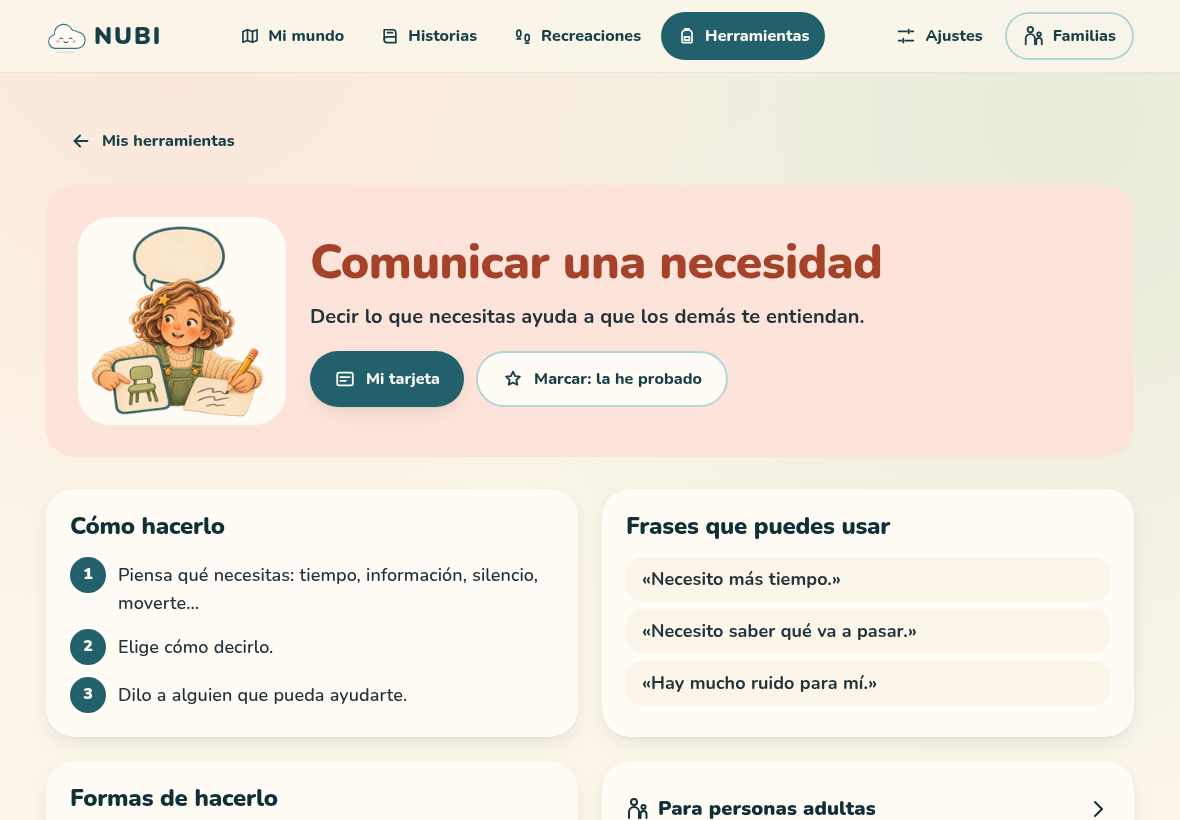 NUBI
Mi mundo
Historias
Recreaciones
Herramientas
Ajustes
Familias
Mis herramientas
Comunicar una necesidad
Decir lo que necesitas ayuda a que los demás te entiendan.
Mi tarjeta
Marcar: la he probado
Cómo hacerlo
1 Piensa qué necesitas: tiempo, información, silencio,
moverte...
2 Elige cómo decirlo.
3 Dilo a alguien que pueda ayudarte.
Frases que puedes usar
«Necesito más tiempo.»
«Necesito saber qué va a pasar.»
«Hay mucho ruido para mí.»
Formas de hacerlo
Para personas adultas